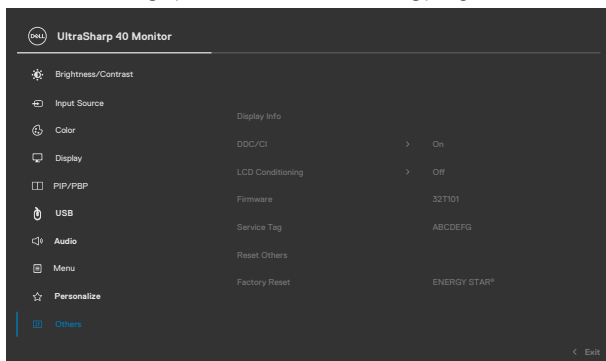 DELL
UltraSharp 40 Monitor
Brightness/Contrast
Input Source
Color
Display
PIP/PBP
USB
Audio
Menu
Personalize
Others
Display Info
DDC/CI > On
LCD Conditioning > Off
Firmware 32T101
Service Tag ABCDEFG
Reset Others
Factory Reset ENERGY STAR®
< Exit